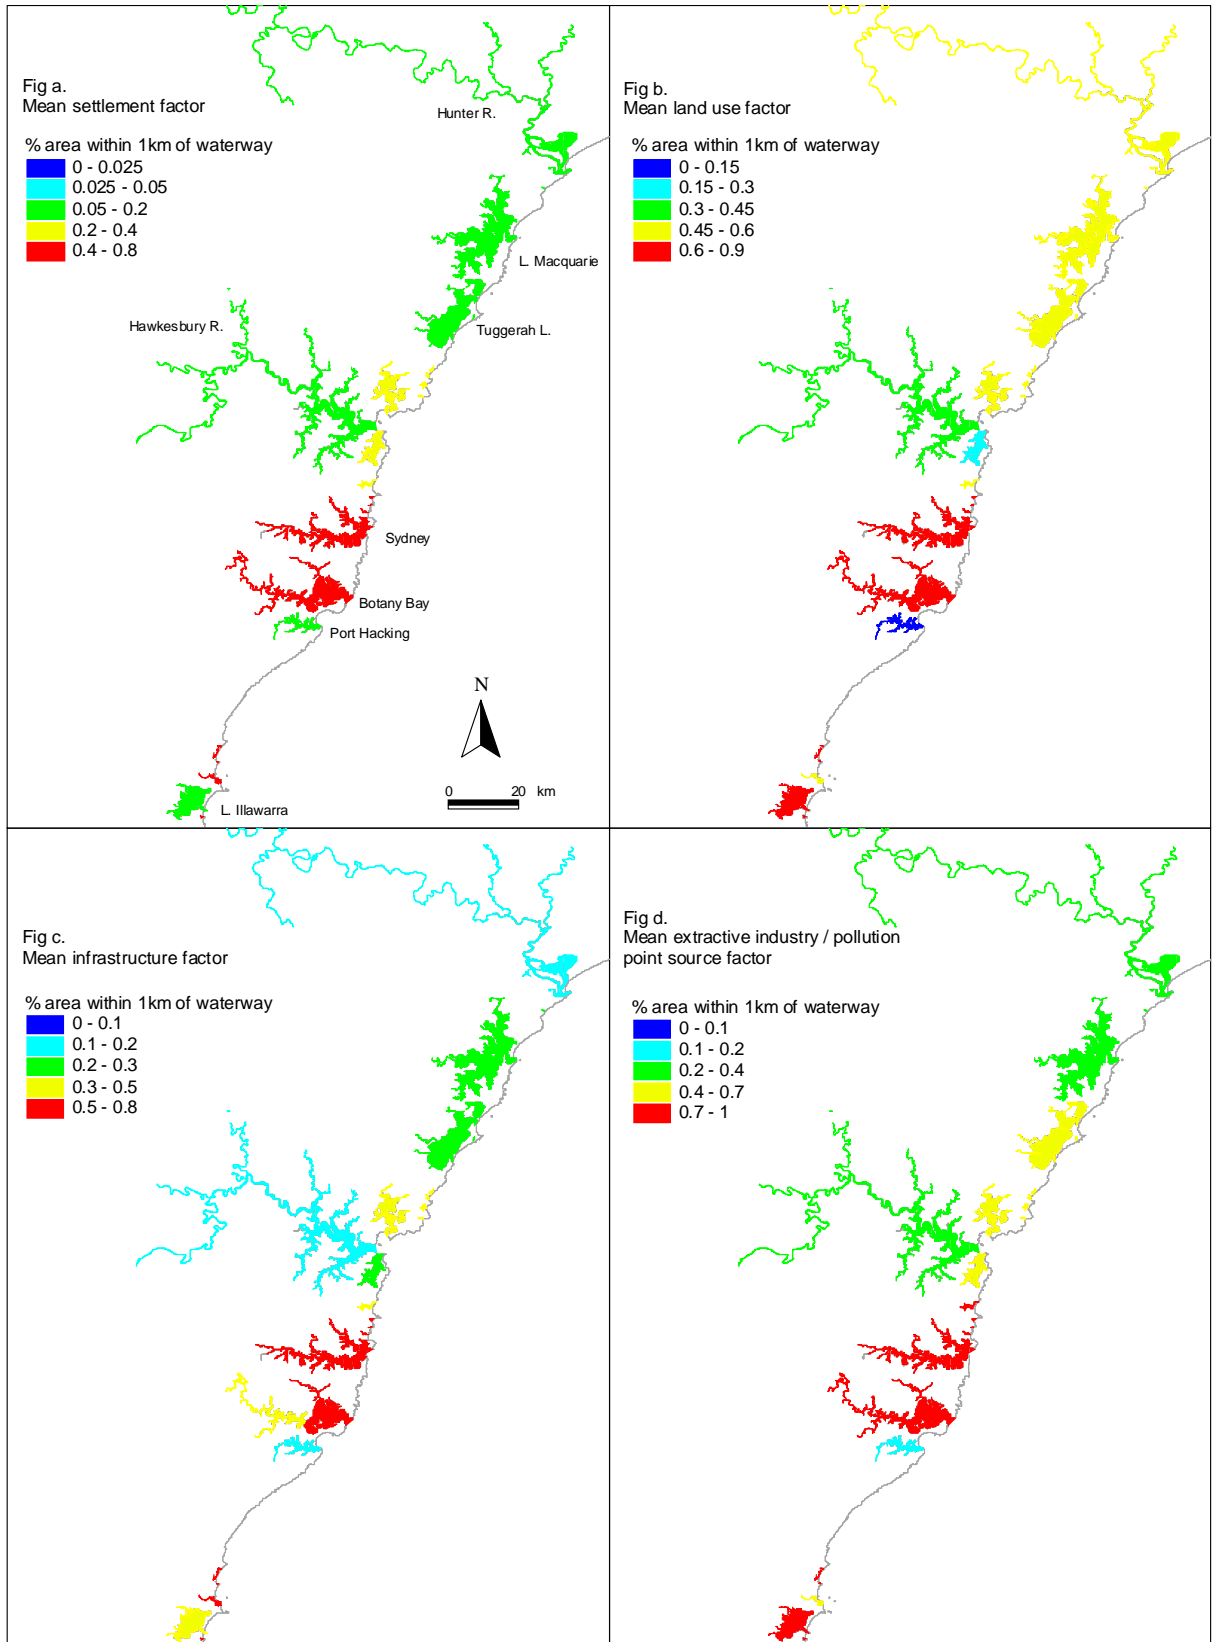 Fig a.
Mean settlement factor
% area within 1km of waterway
0 - 0.025
0.025 - 0.05
0.05 - 0.2
0.2 - 0.4
0.4 - 0.8
Hunter R.
L. Macquarie
Tuggerah L.
Hawkesbury R.
Sydney
Botany Bay
Port Hacking
L. Illawarra
N
0 20 km
Fig b.
Mean land use factor
% area within 1km of waterway
0 - 0.15
0.15 - 0.3
0.3 - 0.45
0.45 - 0.6
0.6 - 0.9
Fig c.
Mean infrastructure factor
% area within 1km of waterway
0 - 0.1
0.1 - 0.2
0.2 - 0.3
0.3 - 0.5
0.5 - 0.8
Fig d.
Mean extractive industry / pollution
point source factor
% area within 1km of waterway
0 - 0.1
0.1 - 0.2
0.2 - 0.4
0.4 - 0.7
0.7 - 1